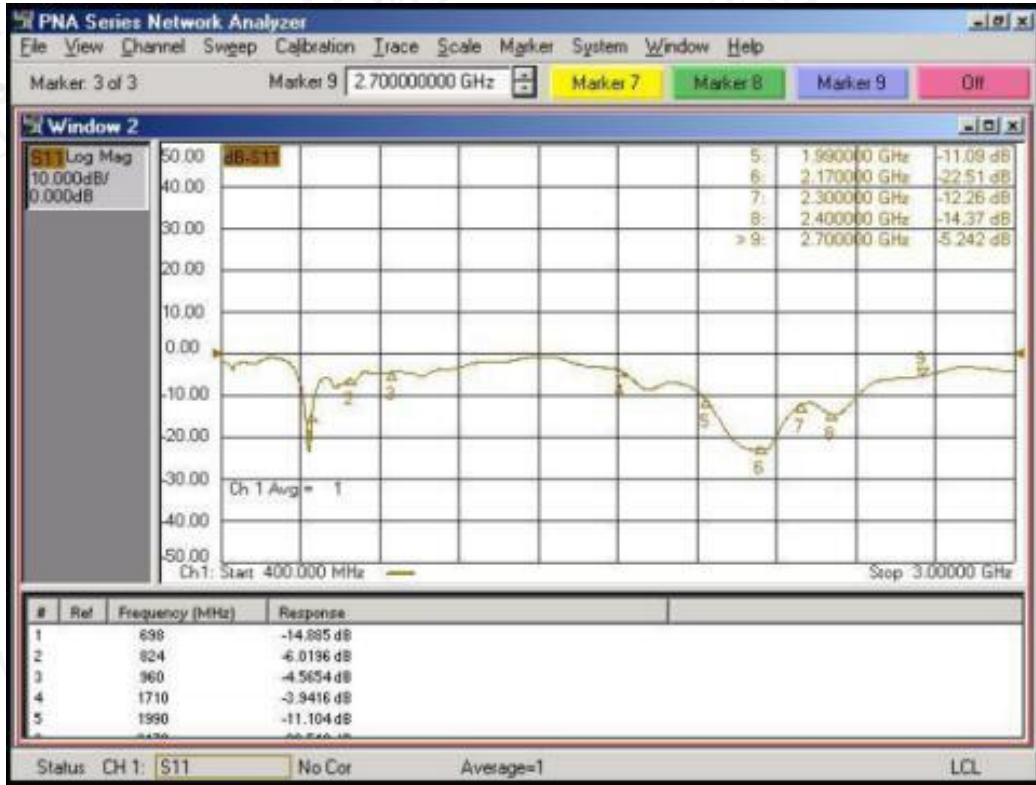 PNA Series Network Analyzer
File View Channel Sweep Calibration Trace Scale Marker System Window Help
Marker: 3 of 3 Marker 9 2.700000000 GHz Marker 7 Marker 8 Marker 9 Off
Window 2
S11 Log Mag
10.000dB/
0.000dB
dB-S11
50.00
40.00
30.00
20.00
10.00
0.00
-10.00
-20.00
-30.00
-40.00
-50.00
5: 1.990000 GHz -11.09 dB
6: 2.170000 GHz -22.51 dB
7: 2.300000 GHz -12.26 dB
8: 2.400000 GHz -14.37 dB
> 9: 2.700000 GHz -5.242 dB
2
3
4
5
6
7
8
Ch 1 Avg = 1
Ch1: Start 400.000 MHz Stop 3.00000 GHz
# Ref Frequency (MHz) Response
1 698 -14.885 dB
2 824 -6.0196 dB
3 960 -4.5654 dB
4 1710 -3.9416 dB
5 1990 -11.104 dB
Status CH 1: S11 No Cor Average=1 LCL